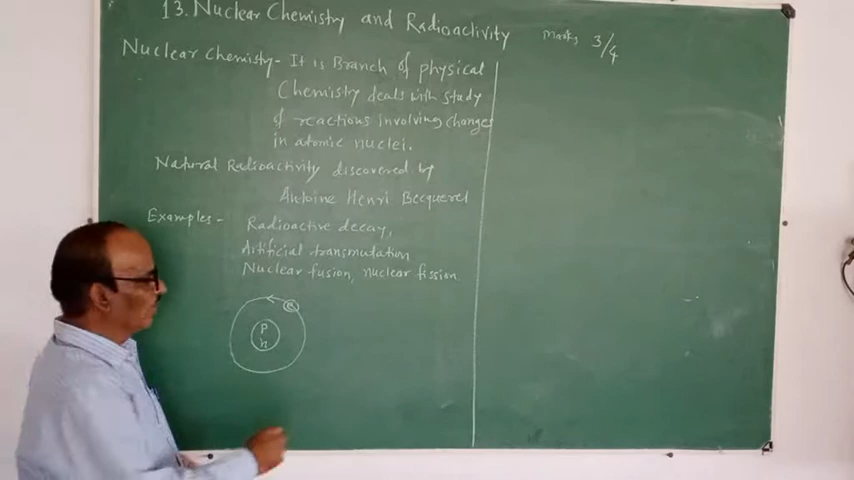 13. Nuclear Chemistry and Radioactivity
Marks 3/4
Nuclear Chemistry - It is Branch of physical
Chemistry deals with study
of reactions involving changes
in atomic nuclei.
Natural Radioactivity discovered by
Antoine Henri Becquerel
Examples - Radioactive decay,
Artificial transmutation
Nuclear fusion, nuclear fission
e
P
n